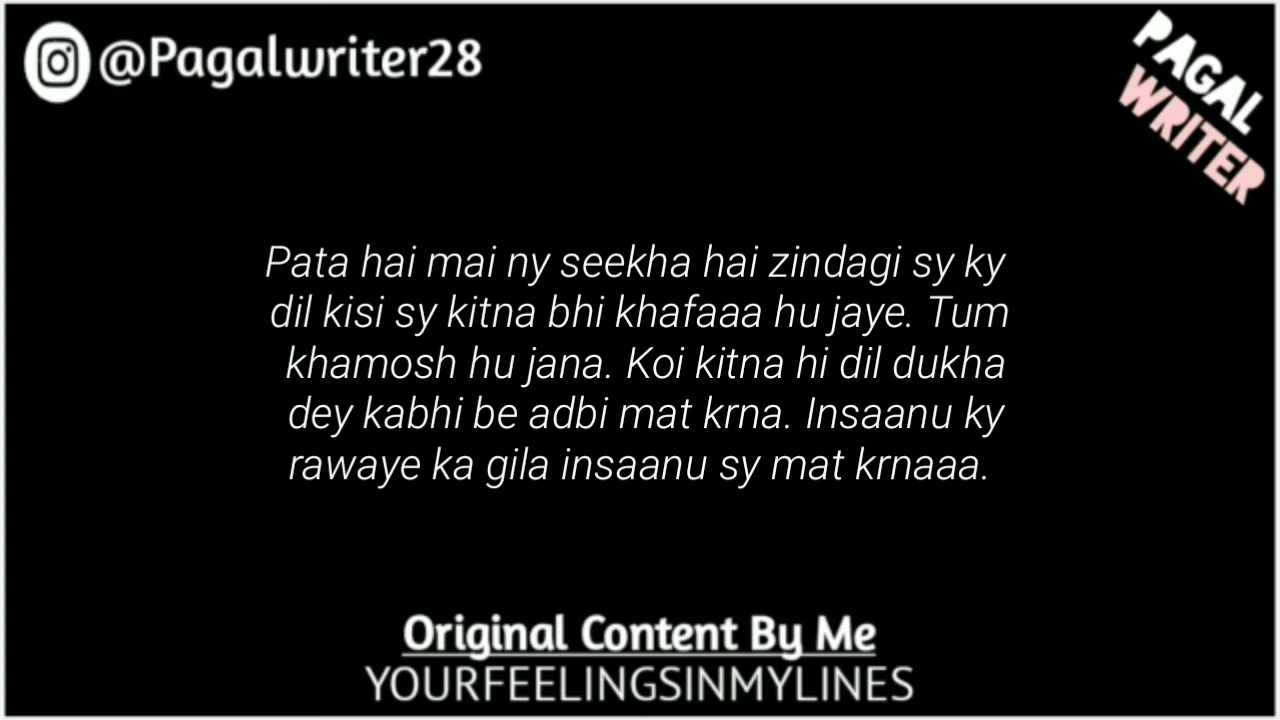 @Pagalwriter28
PAGAL
WRITER
Pata hai mai ny seekha hai zindagi sy ky
dil kisi sy kitna bhi khafaaa hu jaye. Tum
khamosh hu jana. Koi kitna hi dil dukha
dey kabhi be adbi mat krna. Insaanu ky
rawaye ka gila insaanu sy mat krnaaa.
Original Content By Me
YOURFEELINGSINMYLINES